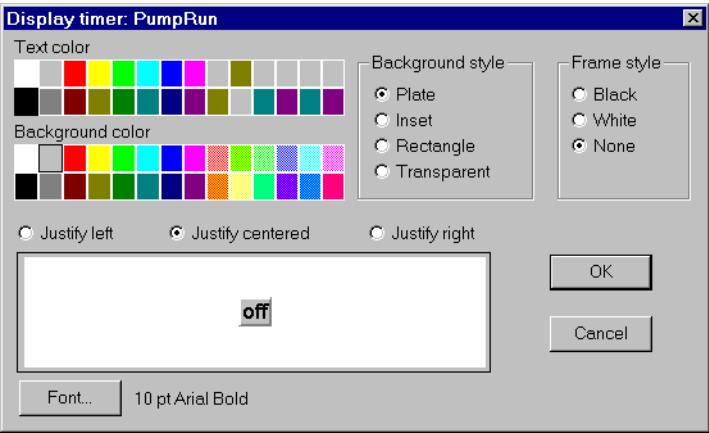 Display timer: PumpRun
Text color
Background color
Background style
Plate
Inset
Rectangle
Transparent
Frame style
Black
White
None
Justify left
Justify centered
Justify right
off
OK
Cancel
Font...
10 pt Arial Bold